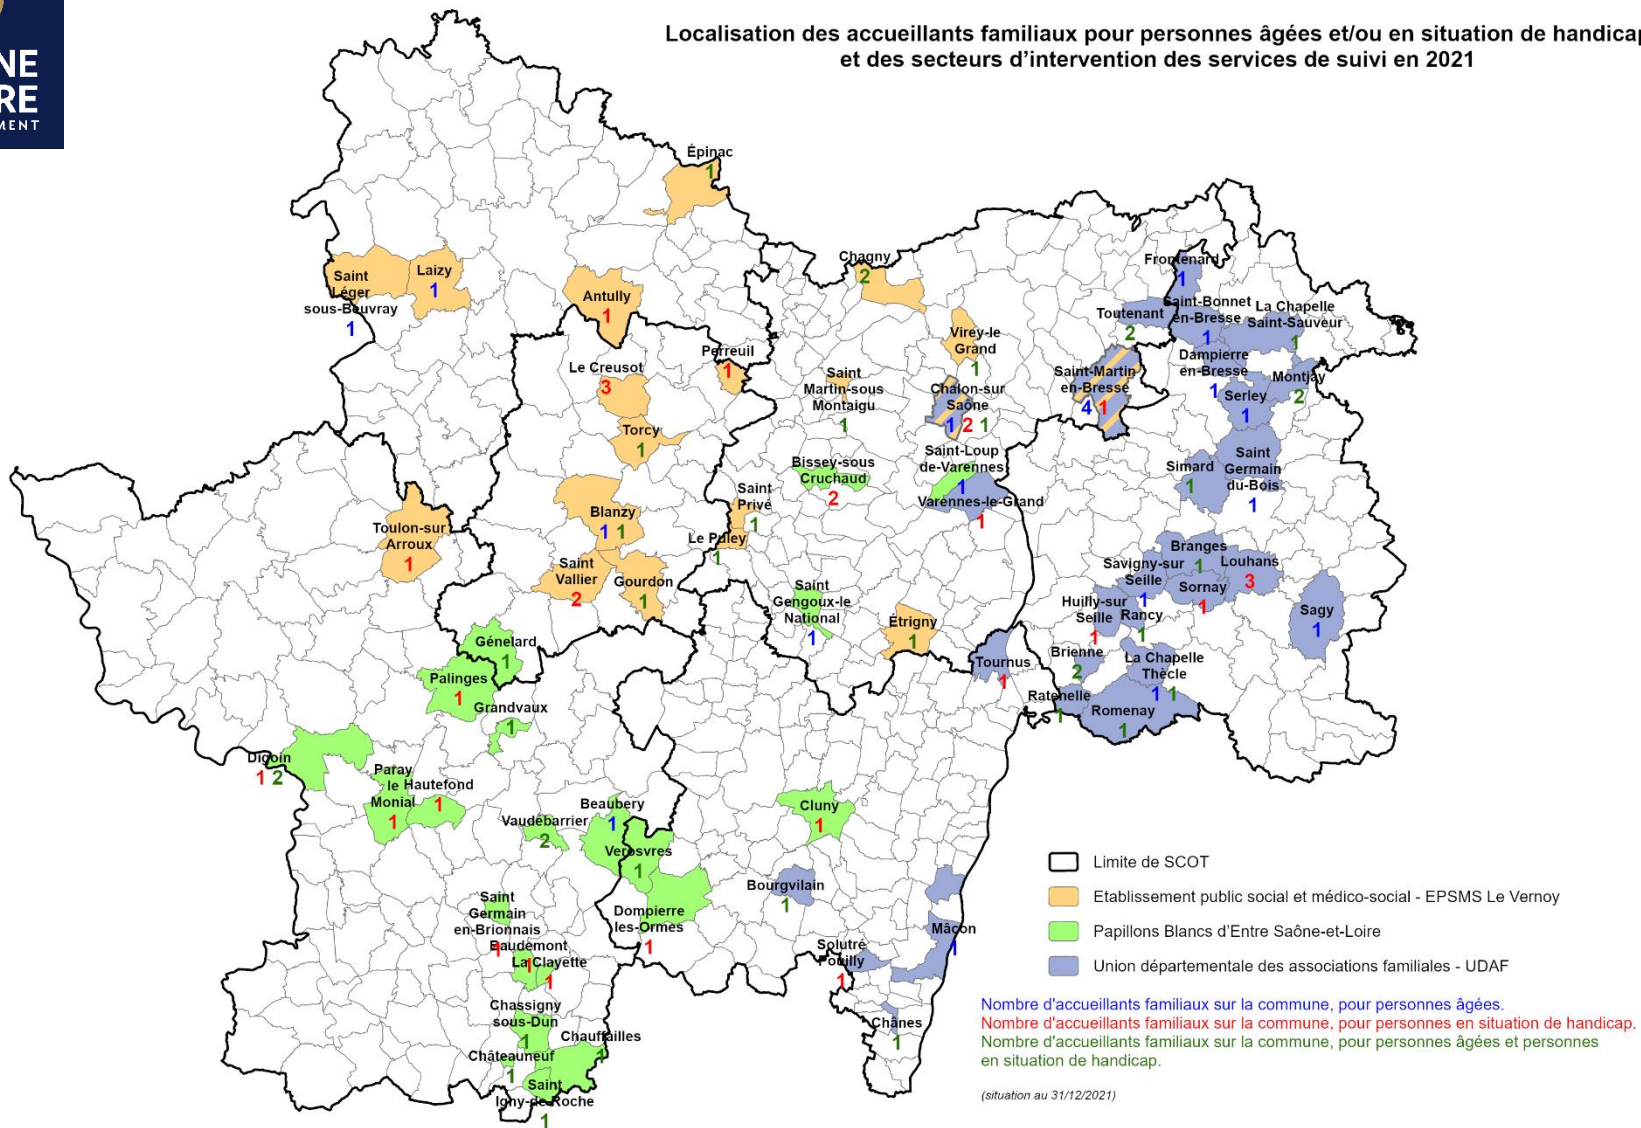 NE
RE
MENT
Localisation des accueillants familiaux pour personnes âgées et/ou en situation de handicap
et des secteurs d'intervention des services de suivi en 2021
Épinac
1
Saint
Léger
sous-Beuvray
1
Laizy
1
Antully
1
Chagny
2
Frontenard
1
Toutenant
2
Saint-Bonnet
en-Bresse
1
La Chapelle
Saint-Sauveur
1
Virey-le
Grand
1
Perreuil
1
Le Creusot
3
Saint
Martin-sous
Montaigu
1
Chalon-sur
Saône
1 2 1
Saint-Martin
en-Bresse
4 1
Dampierre
en-Bresse
1
Montjay
2
Serley
1
Torcy
1
Saint-Loup
de-Varennes
1
Bissey-sous
Cruchaud
2
Varennes-le-Grand
1
Simard
1
Saint
Germain
du-Bois
1
Saint
Privé
1
Le Puley
1
Blanzy
1 1
Toulon-sur
Arroux
1
Saint
Vallier
2
Gourdon
1
Saint
Gengoux-le
National
1
Étrigny
1
Branges
1
Louhans
3
Savigny-sur
Seille
1
Sornay
1
Huilly-sur
Seille
1
Rancy
1
Sagy
1
Génelard
1
Palinges
1
Grandvaux
1
Tournus
1
Brienne
2
La Chapelle
Thècle
1 1
Ratenelle
1
Romenay
1
Digoin
1 2
Paray
le
Monial
1
Hautefond
1
Vaudebarrier
2
Beaubery
1
Verosvres
1
Cluny
1
Bourgvilain
1
Dompierre
les-Ormes
1
Saint
Germain
en-Brionnais
1
Baudemont
1
La Clayette
1
Solutré
Pouilly
1
Mâcon
1
Chânes
1
Chassigny
sous-Dun
1
Chauffailles
1
Châteauneuf
1
Saint
Igny-de-Roche
1
Limite de SCOT
Etablissement public social et médico-social - EPSMS Le Vernoy
Papillons Blancs d'Entre Saône-et-Loire
Union départementale des associations familiales - UDAF
Nombre d'accueillants familiaux sur la commune, pour personnes âgées.
Nombre d'accueillants familiaux sur la commune, pour personnes en situation de handicap.
Nombre d'accueillants familiaux sur la commune, pour personnes âgées et personnes
en situation de handicap.
(situation au 31/12/2021)